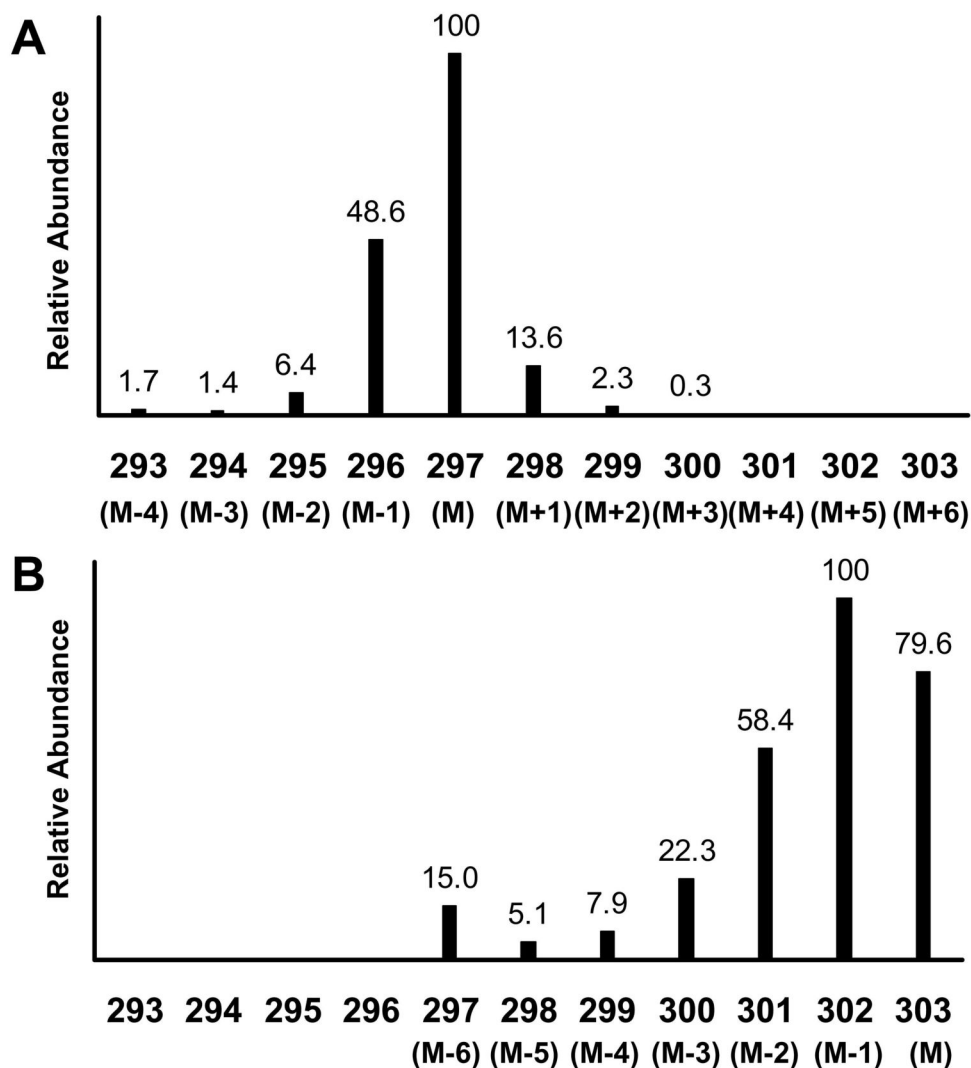 A
Relative Abundance
100
48.6
13.6
6.4
2.3
1.7
1.4
0.3
293 294 295 296 297 298 299 300 301 302 303
(M-4) (M-3) (M-2) (M-1) (M) (M+1) (M+2) (M+3) (M+4) (M+5) (M+6)
B
Relative Abundance
100
79.6
58.4
22.3
15.0
7.9
5.1
293 294 295 296 297 298 299 300 301 302 303
(M-6) (M-5) (M-4) (M-3) (M-2) (M-1) (M)